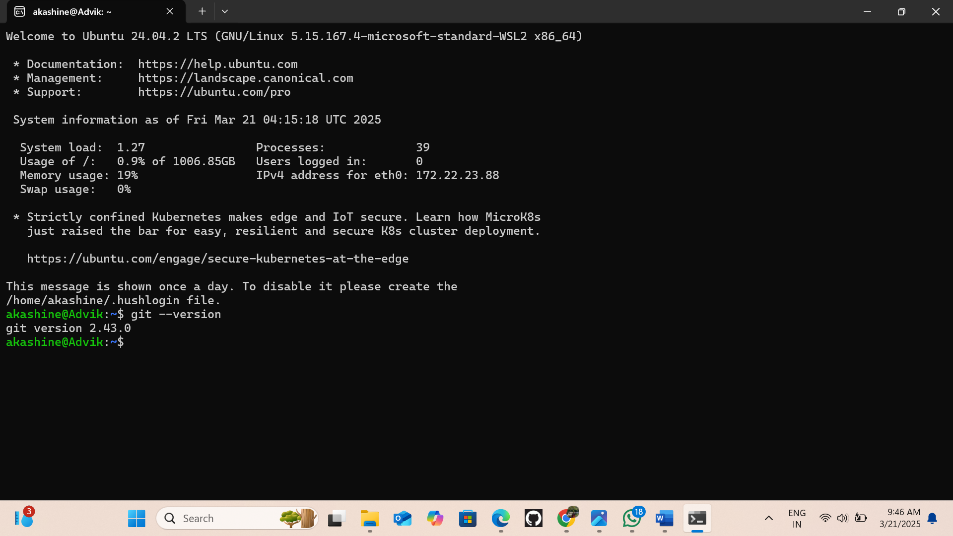 akashine@Advik: ~
Welcome to Ubuntu 24.04.2 LTS (GNU/Linux 5.15.167.4-microsoft-standard-WSL2 x86_64)
* Documentation:  https://help.ubuntu.com
* Management:     https://landscape.canonical.com
* Support:        https://ubuntu.com/pro
System information as of Fri Mar 21 04:15:18 UTC 2025
System load:  1.27                Processes:             39
Usage of /:   0.9% of 1006.85GB   Users logged in:       0
Memory usage: 19%                 IPv4 address for eth0: 172.22.23.88
Swap usage:   0%
* Strictly confined Kubernetes makes edge and IoT secure. Learn how MicroK8s
just raised the bar for easy, resilient and secure K8s cluster deployment.
https://ubuntu.com/engage/secure-kubernetes-at-the-edge
This message is shown once a day. To disable it please create the
/home/akashine/.hushlogin file.
akashine@Advik:~$ git --version
git version 2.43.0
akashine@Advik:~$
3
Search
18
ENG
IN
9:46 AM
3/21/2025